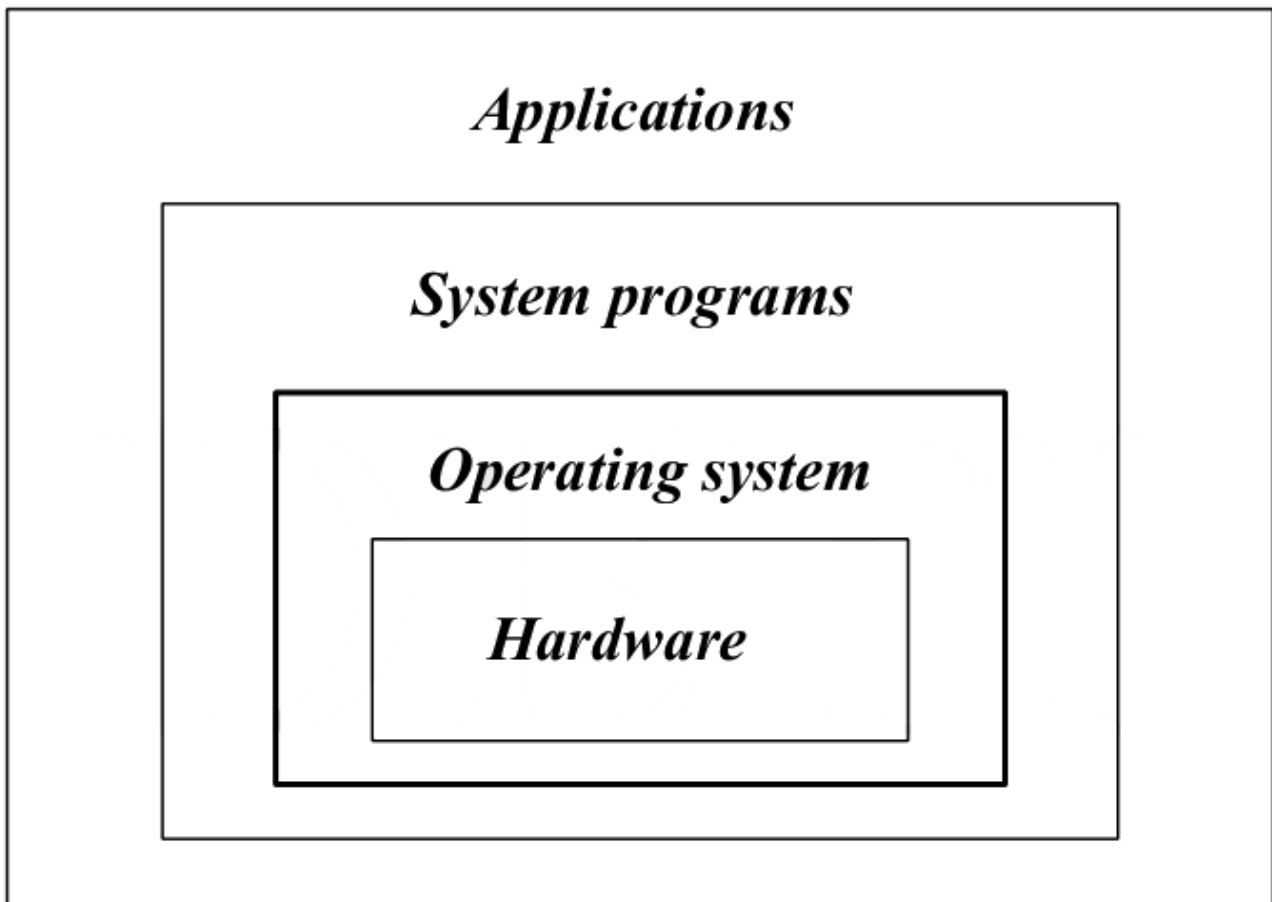 Applications
System programs
Operating system
Hardware